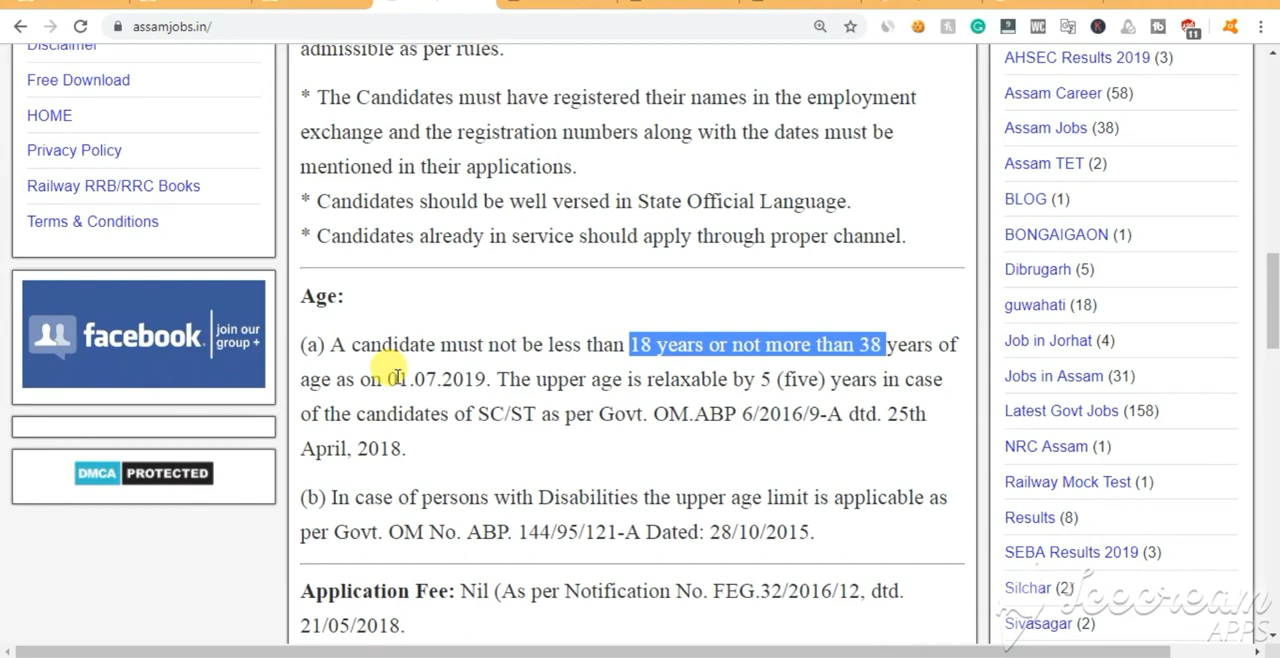 assamjobs.in/
11
Disclaimer
Free Download
HOME
Privacy Policy
Railway RRB/RRC Books
Terms & Conditions
facebook
join our
group +
DMCA PROTECTED
admissible as per rules.
* The Candidates must have registered their names in the employment
exchange and the registration numbers along with the dates must be
mentioned in their applications.
* Candidates should be well versed in State Official Language.
* Candidates already in service should apply through proper channel.
Age:
(a) A candidate must not be less than 18 years or not more than 38 years of
age as on 01.07.2019. The upper age is relaxable by 5 (five) years in case
of the candidates of SC/ST as per Govt. OM.ABP 6/2016/9-A dtd. 25th
April, 2018.
(b) In case of persons with Disabilities the upper age limit is applicable as
per Govt. OM No. ABP. 144/95/121-A Dated: 28/10/2015.
Application Fee: Nil (As per Notification No. FEG.32/2016/12, dtd.
21/05/2018.
AHSEC Results 2019 (3)
Assam Career (58)
Assam Jobs (38)
Assam TET (2)
BLOG (1)
BONGAIGAON (1)
Dibrugarh (5)
guwahati (18)
Job in Jorhat (4)
Jobs in Assam (31)
Latest Govt Jobs (158)
NRC Assam (1)
Railway Mock Test (1)
Results (8)
SEBA Results 2019 (3)
Silchar (2)
Sivasagar (2)
Icecream
APPS